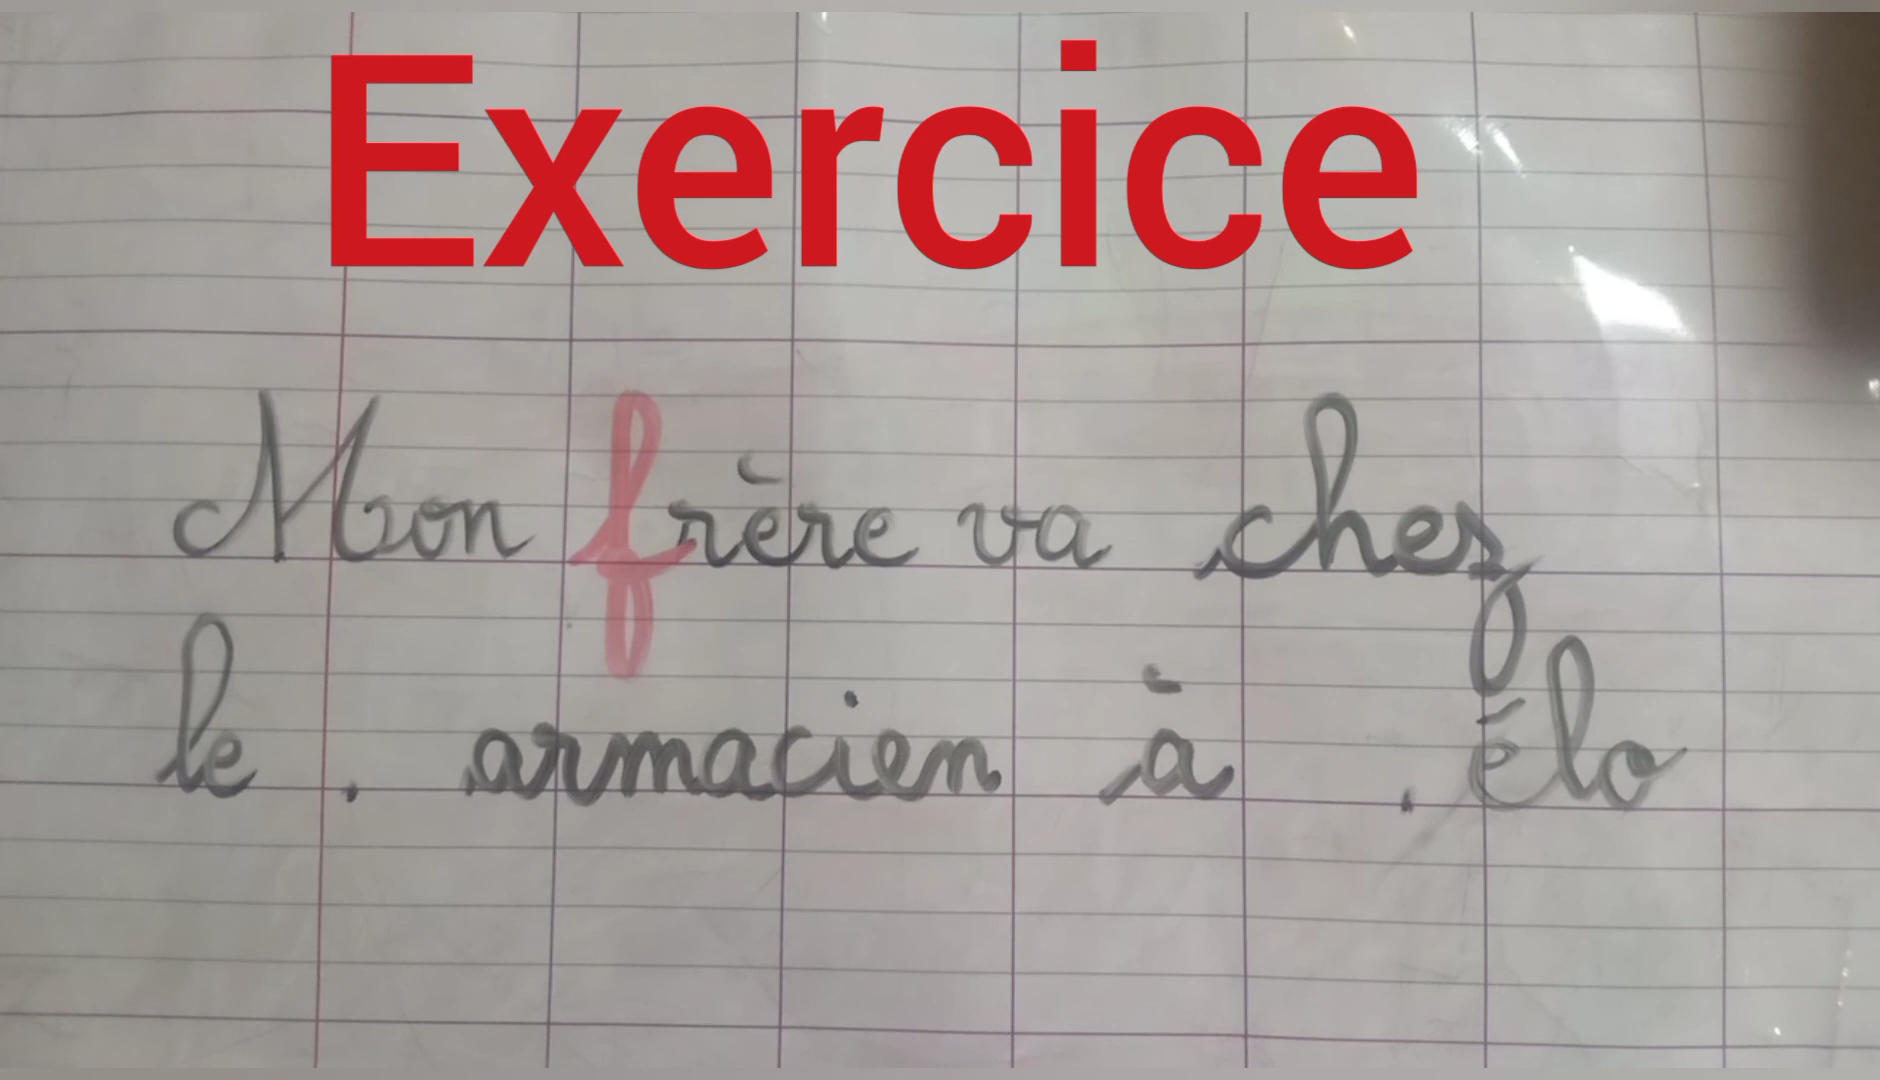 Exercice
Mon frère va chez
le . armacien à . élo